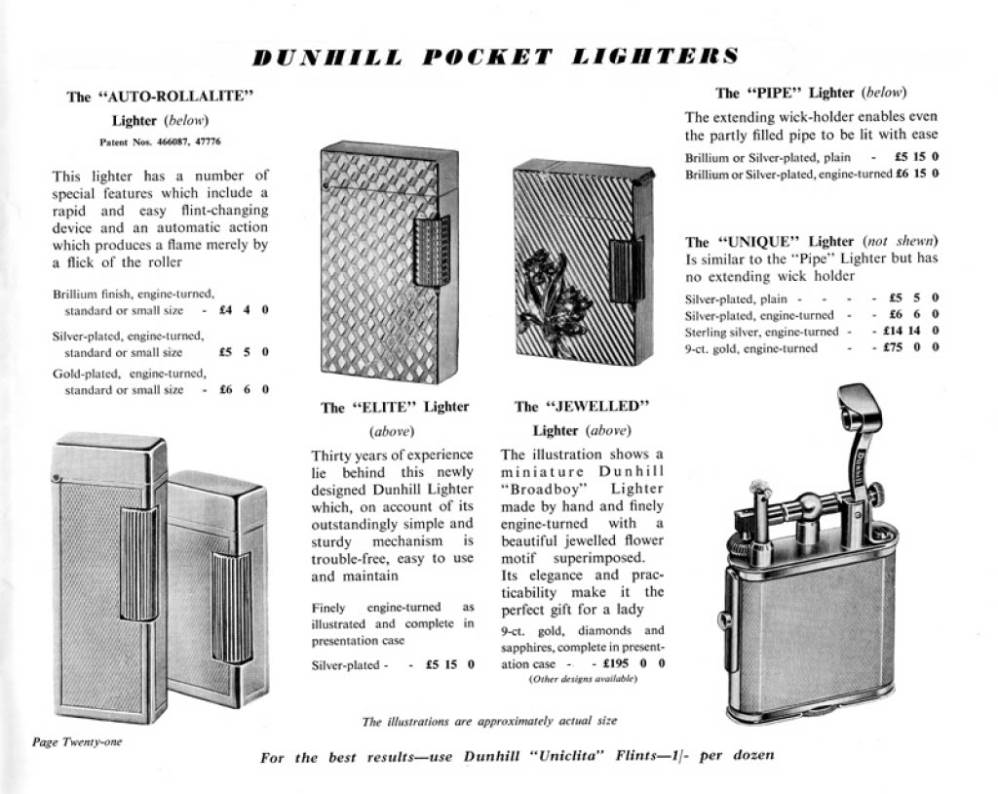 DUNHILL POCKET LIGHTERS
The “AUTO-ROLLALITE”
Lighter (below)
Patent Nos. 466087, 47776
This lighter has a number of
special features which include a
rapid and easy flint-changing
device and an automatic action
which produces a flame merely by
a flick of the roller
Brillium finish, engine-turned,
standard or small size - £4 4 0
Silver-plated, engine-turned,
standard or small size £5 5 0
Gold-plated, engine-turned,
standard or small size - £6 6 0
The “ELITE” Lighter
(above)
Thirty years of experience
lie behind this newly
designed Dunhill Lighter
which, on account of its
outstandingly simple and
sturdy mechanism is
trouble-free, easy to use
and maintain
Finely engine-turned as
illustrated and complete in
presentation case
Silver-plated - - £5 15 0
The “JEWELLED”
Lighter (above)
The illustration shows a
miniature Dunhill
“Broadboy” Lighter
made by hand and finely
engine-turned with a
beautiful jewelled flower
motif superimposed.
Its elegance and prac-
ticability make it the
perfect gift for a lady
9-ct. gold, diamonds and
sapphires, complete in present-
ation case - - £195 0 0
(Other designs available)
The “PIPE” Lighter (below)
The extending wick-holder enables even
the partly filled pipe to be lit with ease
Brillium or Silver-plated, plain - £5 15 0
Brillium or Silver-plated, engine-turned £6 15 0
The “UNIQUE” Lighter (not shewn)
Is similar to the “Pipe” Lighter but has
no extending wick holder
Silver-plated, plain - - - - £5 5 0
Silver-plated, engine-turned - £6 6 0
Sterling silver, engine-turned - - £14 14 0
9-ct. gold, engine-turned - - £75 0 0
Dunhill
The illustrations are approximately actual size
Page Twenty-one
For the best results—use Dunhill “Uniclita” Flints—1/- per dozen